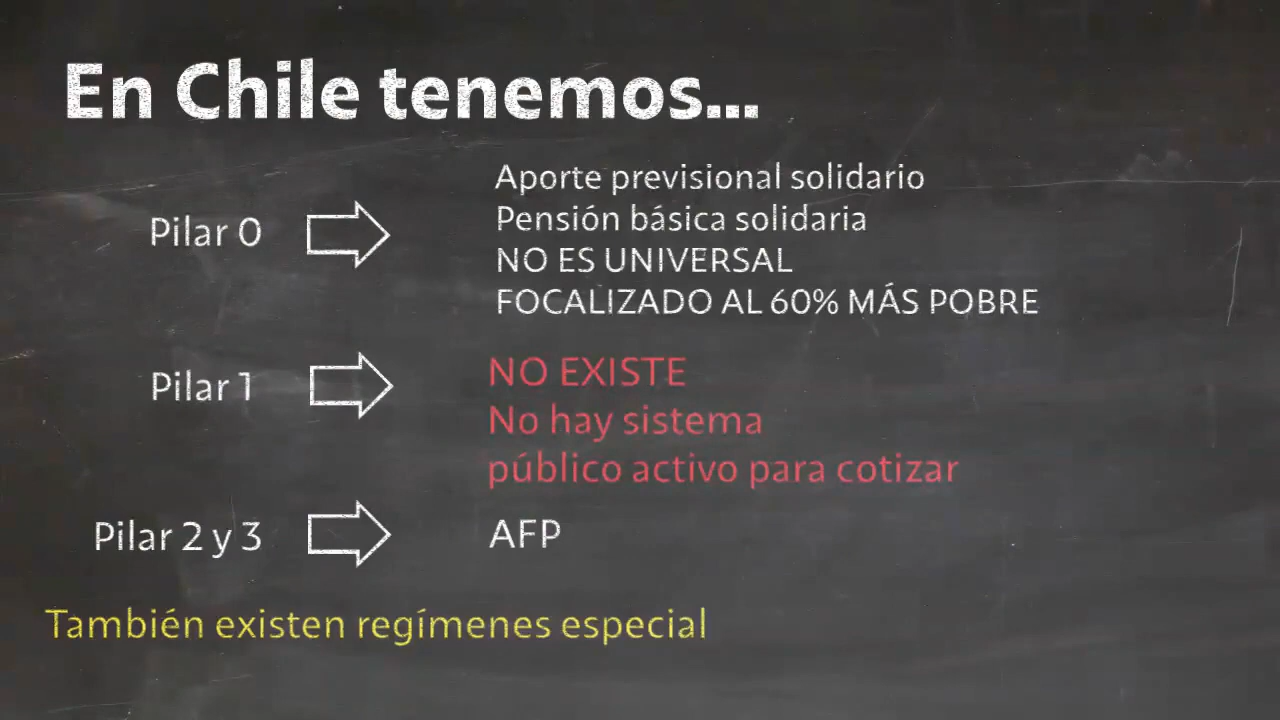 En Chile tenemos...
Pilar 0
Aporte previsional solidario
Pensión básica solidaria
NO ES UNIVERSAL
FOCALIZADO AL 60% MÁS POBRE
Pilar 1
NO EXISTE
No hay sistema
público activo para cotizar
Pilar 2 y 3
AFP
También existen regímenes especial